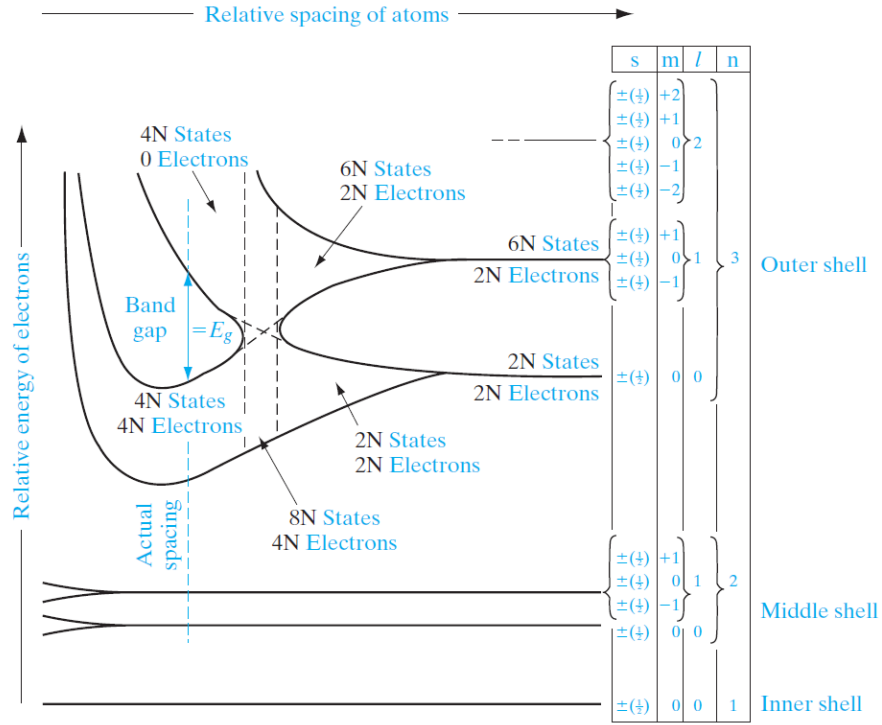 Relative spacing of atoms
s m l n
±(½) +2
±(½) +1
±(½) 0 2
±(½) −1
±(½) −2
4N States
0 Electrons
6N States
2N Electrons
6N States
2N Electrons
±(½) +1
±(½) 0 1 3
±(½) −1
Outer shell
Relative energy of electrons
Band
gap
=Eg
2N States
2N Electrons
±(½) 0 0
4N States
4N Electrons
2N States
2N Electrons
8N States
4N Electrons
Actual
spacing
±(½) +1
±(½) 0 1 2
±(½) −1
±(½) 0 0
Middle shell
±(½) 0 0 1
Inner shell